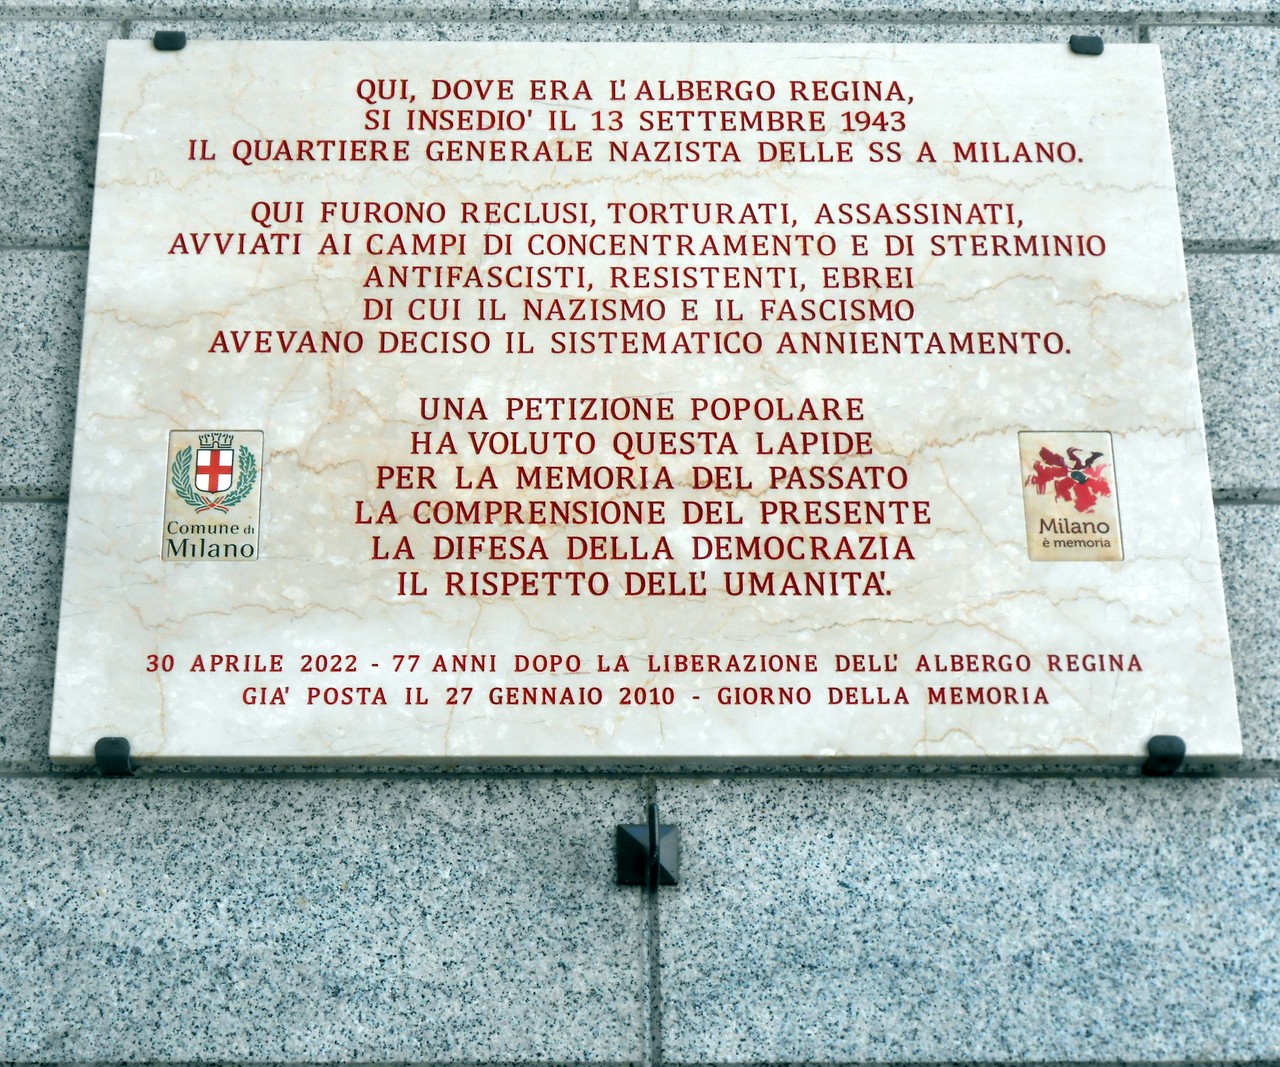 QUI, DOVE ERA L'ALBERGO REGINA,
SI INSEDIO' IL 13 SETTEMBRE 1943
IL QUARTIERE GENERALE NAZISTA DELLE SS A MILANO.
QUI FURONO RECLUSI, TORTURATI, ASSASSINATI,
AVVIATI AI CAMPI DI CONCENTRAMENTO E DI STERMINIO
ANTIFASCISTI, RESISTENTI, EBREI
DI CUI IL NAZISMO E IL FASCISMO
AVEVANO DECISO IL SISTEMATICO ANNIENTAMENTO.
UNA PETIZIONE POPOLARE
HA VOLUTO QUESTA LAPIDE
PER LA MEMORIA DEL PASSATO
LA COMPRENSIONE DEL PRESENTE
LA DIFESA DELLA DEMOCRAZIA
IL RISPETTO DELL' UMANITA'.
Comune di
Milano
Milano
è memoria
30 APRILE 2022 - 77 ANNI DOPO LA LIBERAZIONE DELL' ALBERGO REGINA
GIA' POSTA IL 27 GENNAIO 2010 - GIORNO DELLA MEMORIA